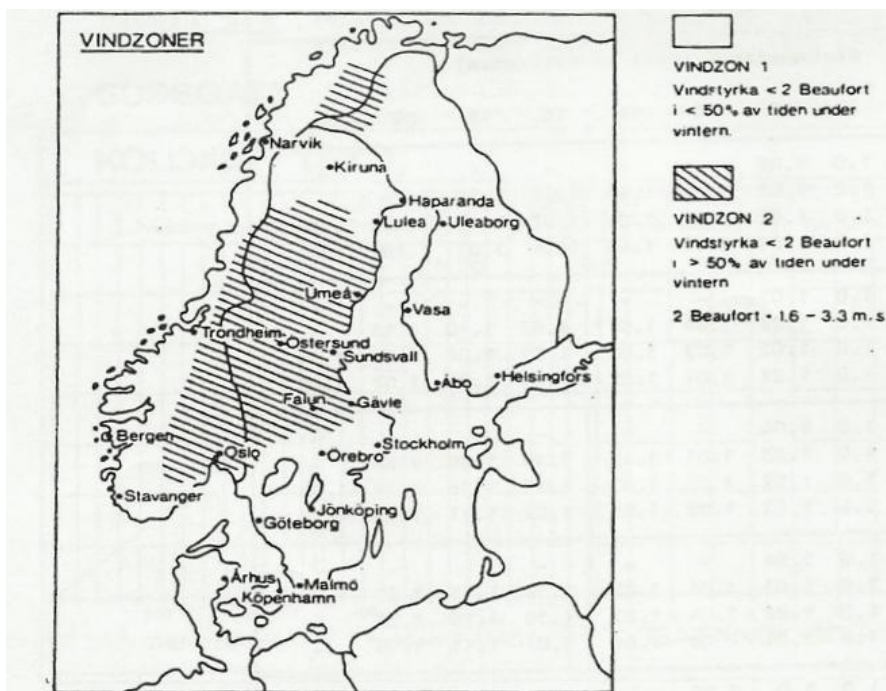 VINDZONER
VINDZON 1
Vindstyrka < 2 Beaufort
i < 50% av tiden under
vintern.
VINDZON 2
Vindstyrka < 2 Beaufort
i > 50% av tiden under
vintern
2 Beaufort = 1.6 - 3.3 m.s
Narvik
Kiruna
Haparanda
Lulea
Uleaborg
Umeå
Vasa
Trondheim
Östersund
Sundsvall
Åbo
Helsingfors
Falun
Gävle
Bergen
Oslo
Örebro
Stockholm
Stavanger
Jönköping
Göteborg
Århus
Malmö
Köpenhamn